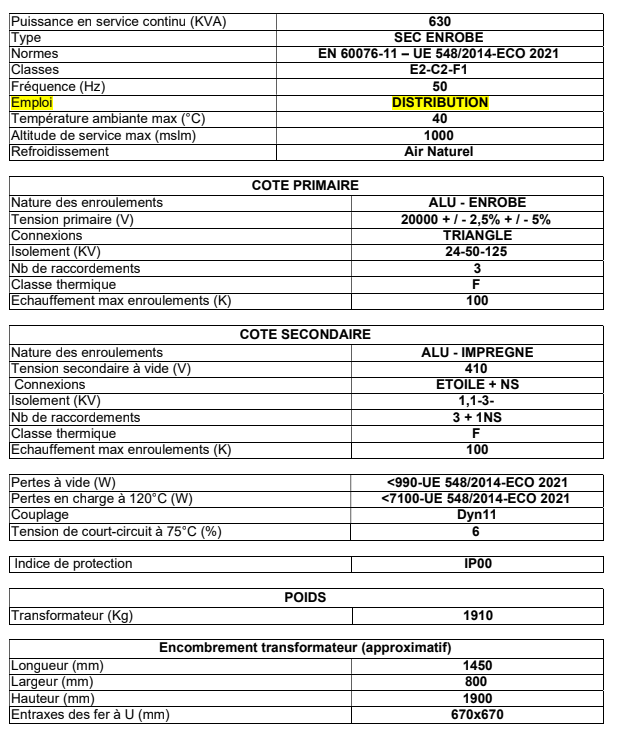 Puissance en service continu (KVA) 630
Type SEC ENROBE
Normes EN 60076-11 – UE 548/2014-ECO 2021
Classes E2-C2-F1
Fréquence (Hz) 50
Emploi DISTRIBUTION
Température ambiante max (°C) 40
Altitude de service max (mslm) 1000
Refroidissement Air Naturel
COTE PRIMAIRE
Nature des enroulements ALU - ENROBE
Tension primaire (V) 20000 + / - 2,5% + / - 5%
Connexions TRIANGLE
Isolement (KV) 24-50-125
Nb de raccordements 3
Classe thermique F
Echauffement max enroulements (K) 100
COTE SECONDAIRE
Nature des enroulements ALU - IMPREGNE
Tension secondaire à vide (V) 410
Connexions ETOILE + NS
Isolement (KV) 1,1-3-
Nb de raccordements 3 + 1NS
Classe thermique F
Echauffement max enroulements (K) 100
Pertes à vide (W) <990-UE 548/2014-ECO 2021
Pertes en charge à 120°C (W) <7100-UE 548/2014-ECO 2021
Couplage Dyn11
Tension de court-circuit à 75°C (%) 6
Indice de protection IP00
POIDS
Transformateur (Kg) 1910
Encombrement transformateur (approximatif)
Longueur (mm) 1450
Largeur (mm) 800
Hauteur (mm) 1900
Entraxes des fer à U (mm) 670x670